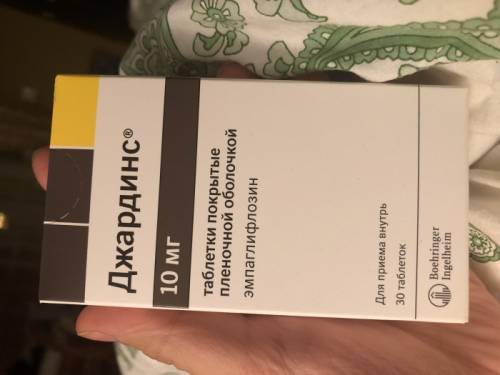 Джардинс®
10 мг
таблетки покрытые
пленочной оболочкой
эмпаглифлозин
Для приема внутрь
30 таблеток
Boehringer
Ingelheim